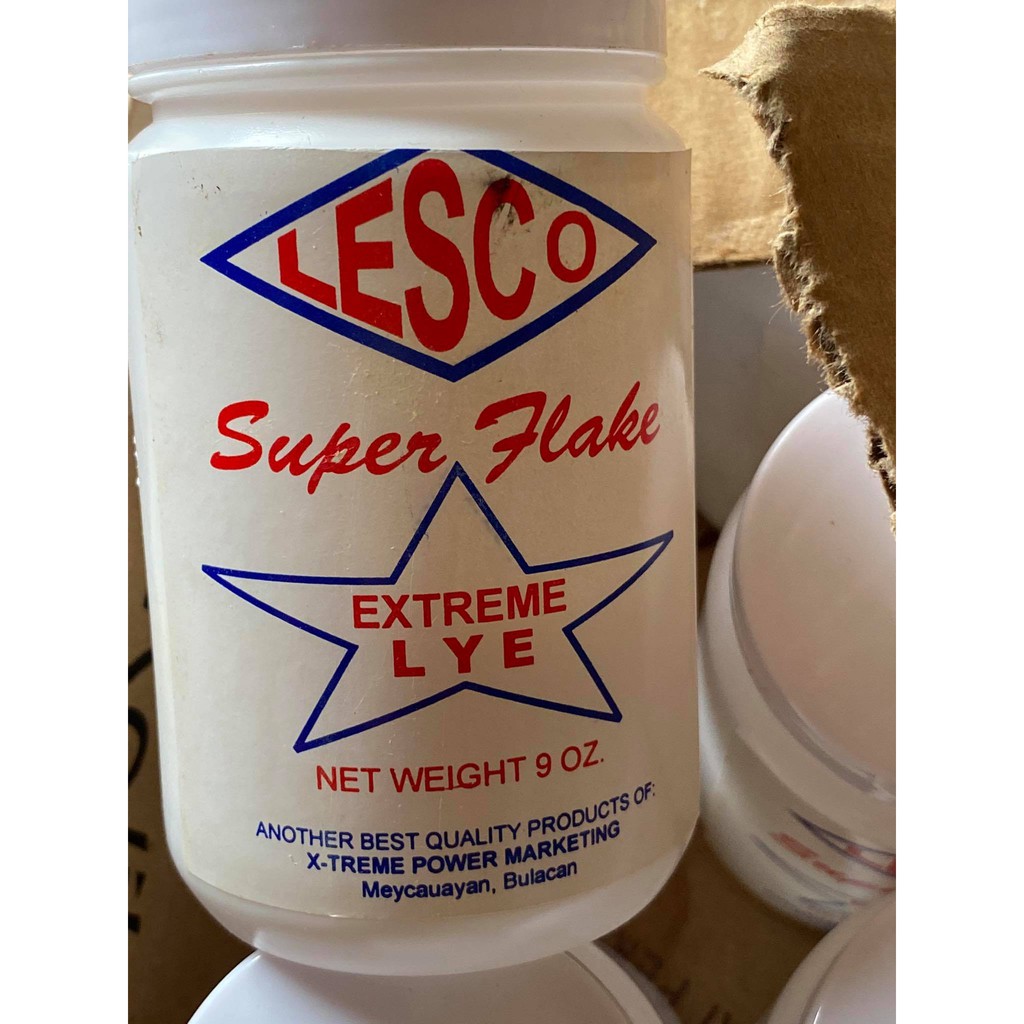 LESCO
Super Flake
EXTREME
LYE
NET WEIGHT 9 OZ.
ANOTHER BEST QUALITY PRODUCTS OF:
X-TREME POWER MARKETING
Meycauayan, Bulacan